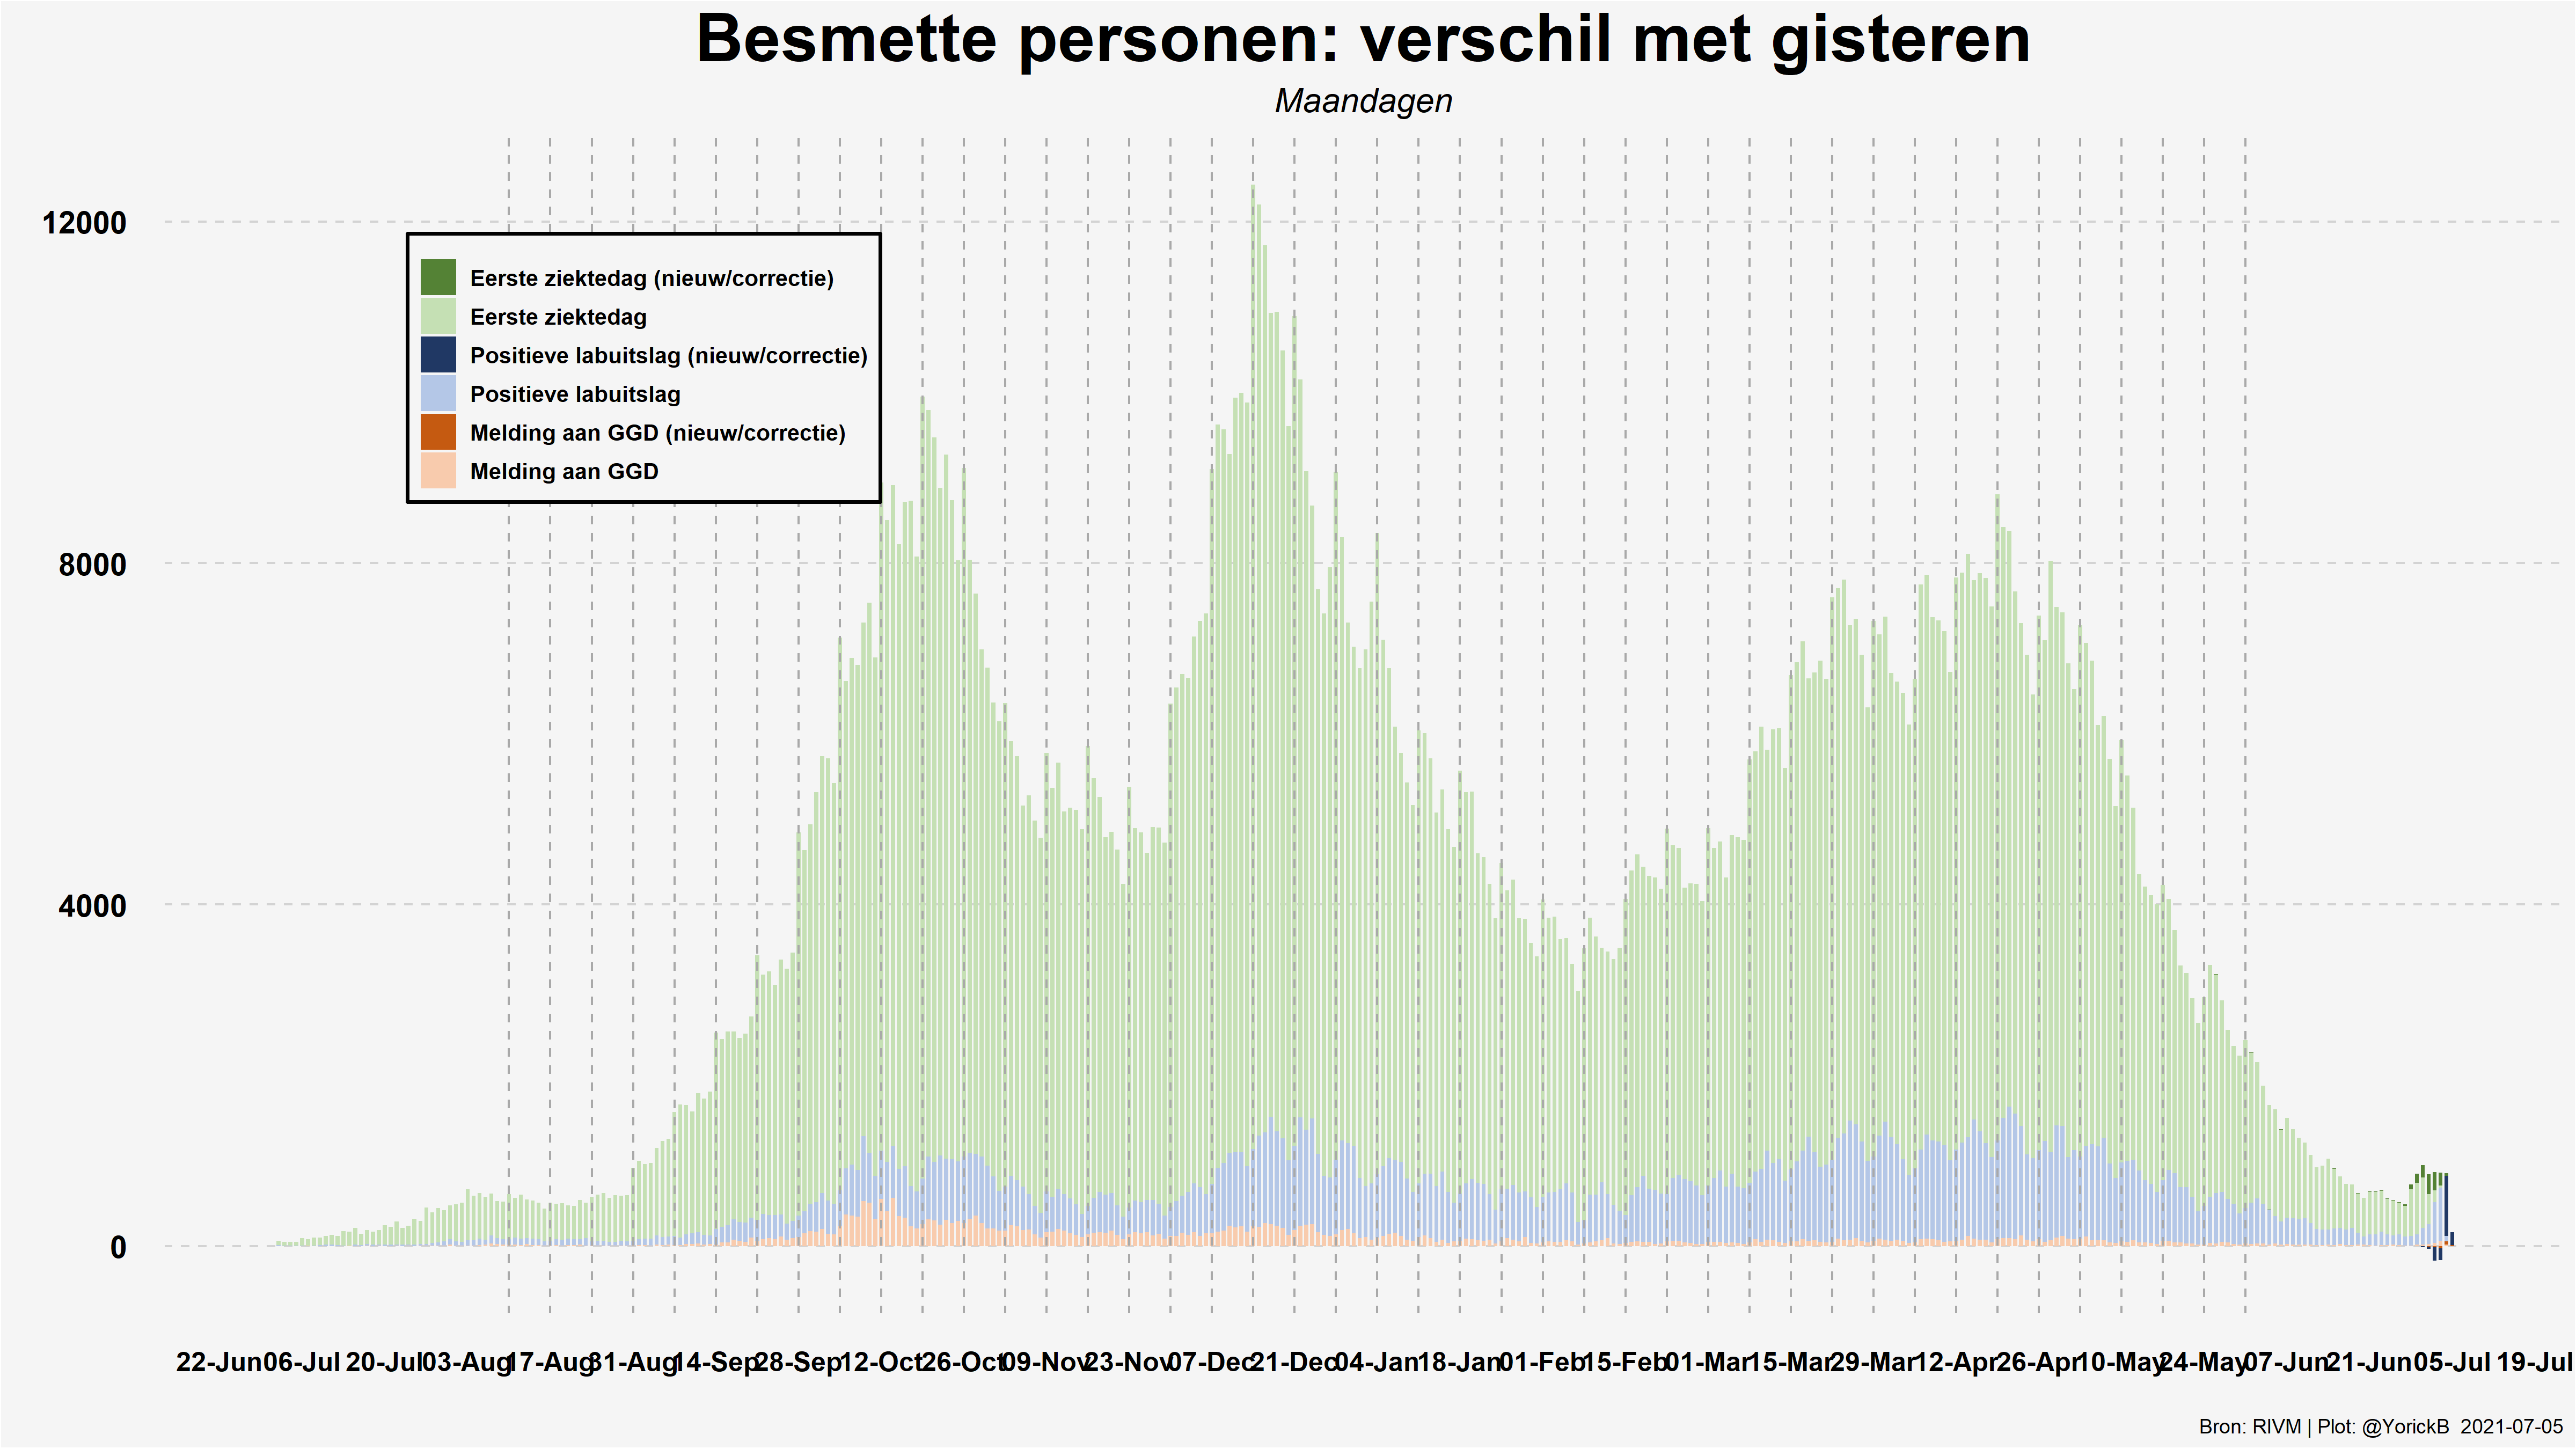 Besmette personen: verschil met gisteren
Maandagen
12000
8000
4000
0
Eerste ziektedag (nieuw/correctie)
Eerste ziektedag
Positieve labuitslag (nieuw/correctie)
Positieve labuitslag
Melding aan GGD (nieuw/correctie)
Melding aan GGD
22-Jun 06-Jul 20-Jul 03-Aug 17-Aug 31-Aug 14-Sep 28-Sep 12-Oct 26-Oct 09-Nov 23-Nov 07-Dec 21-Dec 04-Jan 18-Jan 01-Feb 15-Feb 01-Mar 15-Mar 29-Mar 12-Apr 26-Apr 10-May 24-May 07-Jun 21-Jun 05-Jul 19-Jul
Bron: RIVM | Plot: @YorickB 2021-07-05